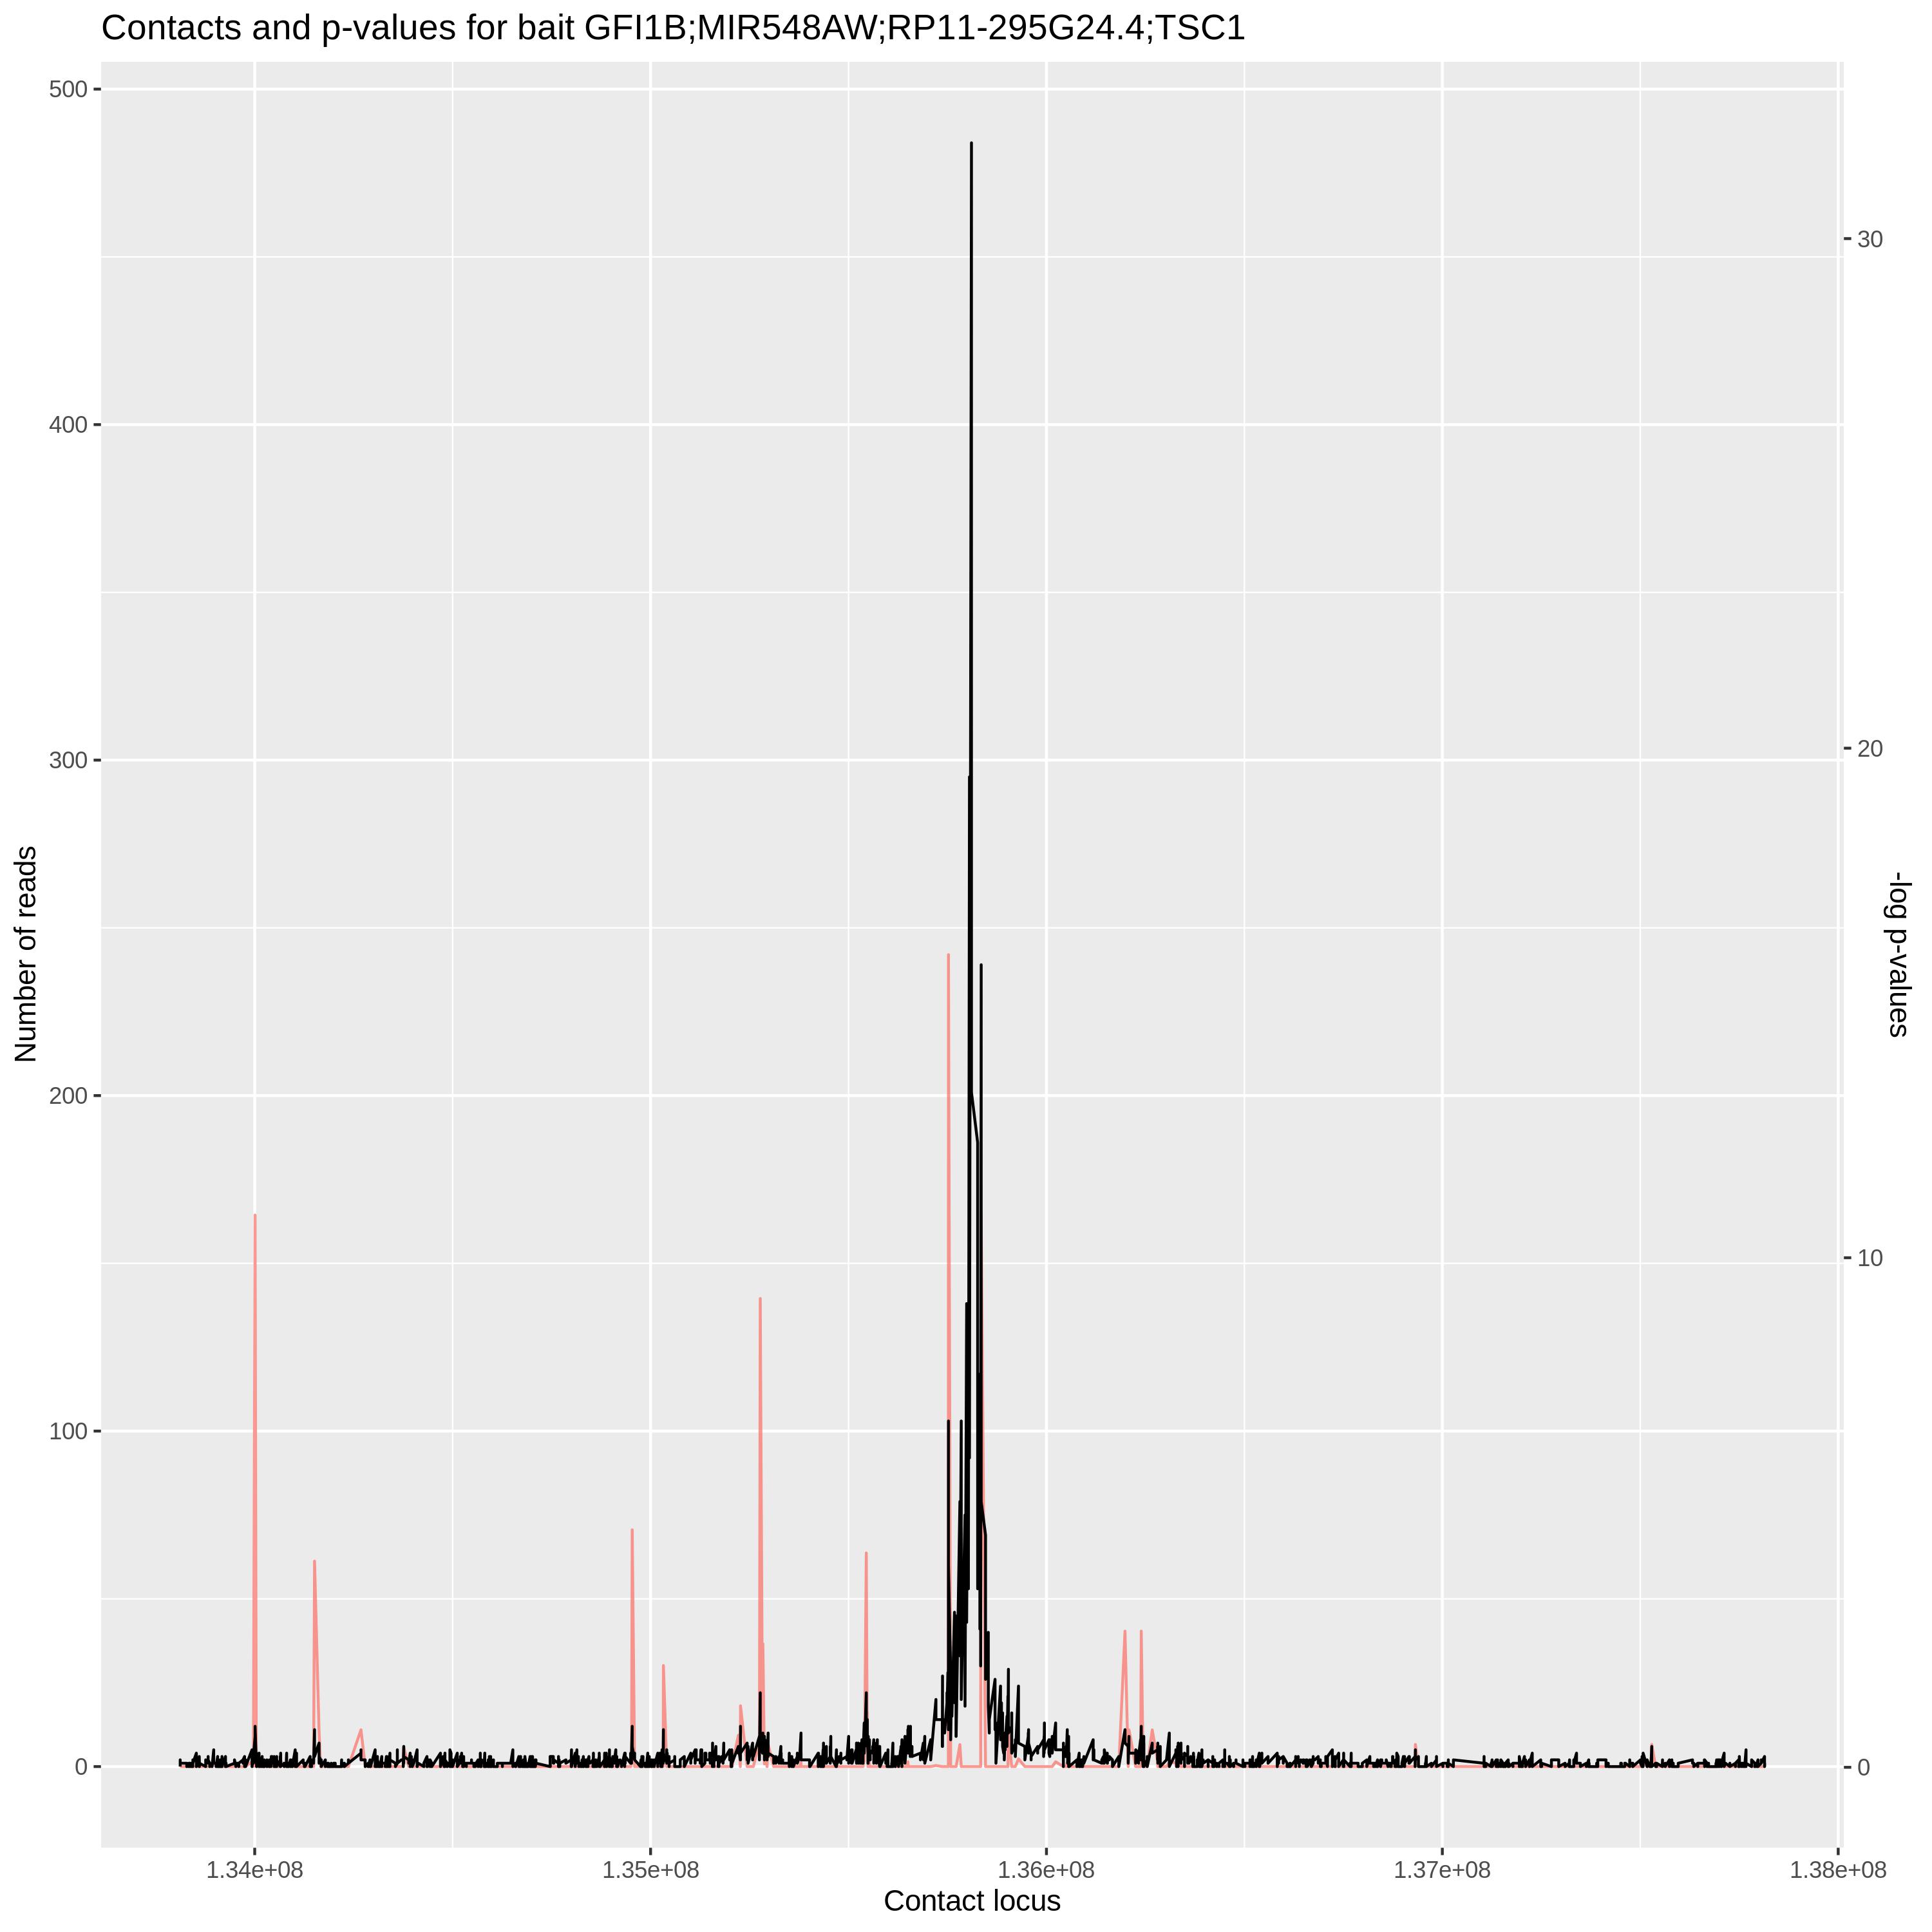 Contacts and p-values for bait GFI1B;MIR548AW;RP11-295G24.4;TSC1
500
400
300
200
100
0
Number of reads
30
20
10
0
-log p-values
1.34e+08
1.35e+08
1.36e+08
1.37e+08
1.38e+08
Contact locus